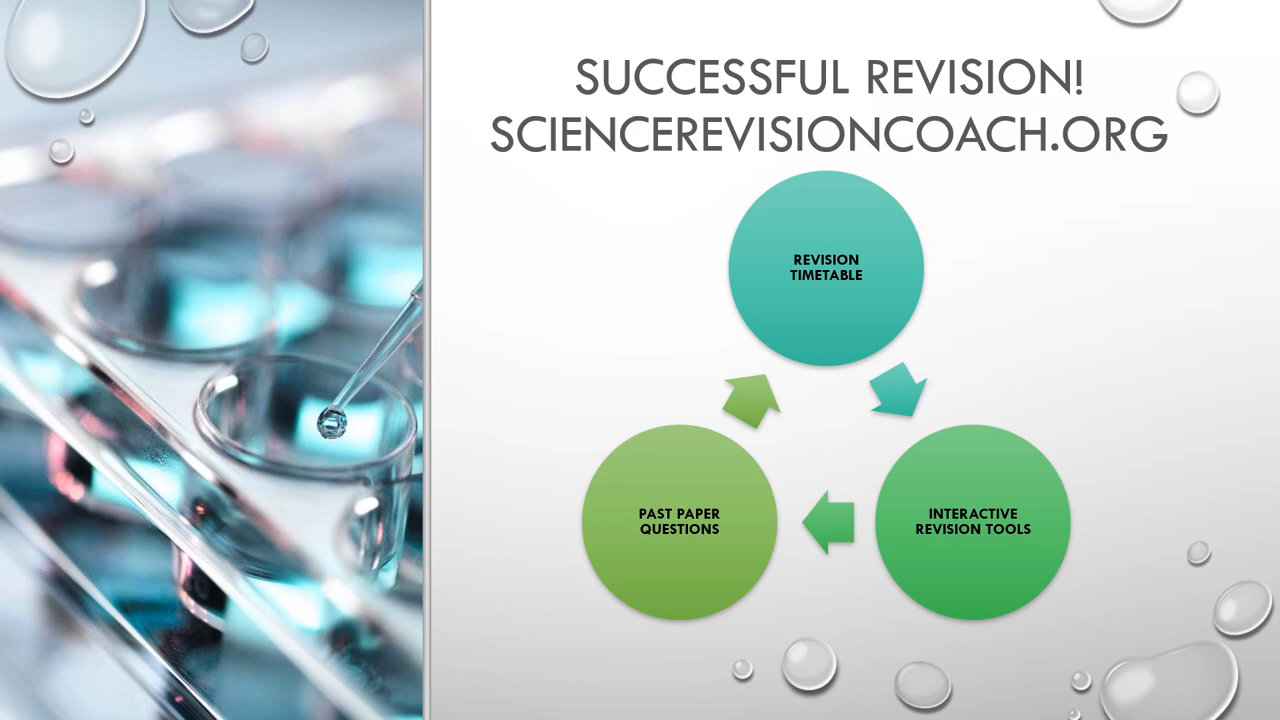 SUCCESSFUL REVISION!
SCIENCEREVISIONCOACH.ORG
REVISION
TIMETABLE
INTERACTIVE
REVISION TOOLS
PAST PAPER
QUESTIONS